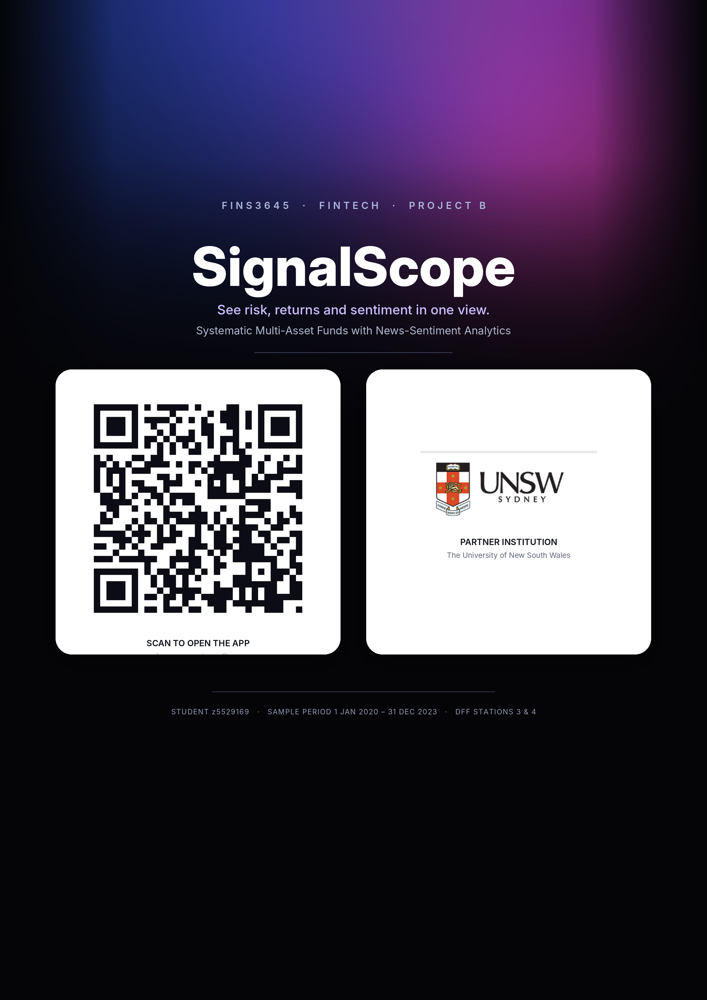 FINS3645 · FINTECH · PROJECT B
SignalScope
See risk, returns and sentiment in one view.
Systematic Multi-Asset Funds with News-Sentiment Analytics
SCAN TO OPEN THE APP
SCIENTIA
CORDE MANU ET MENTE
UNSW
SYDNEY
PARTNER INSTITUTION
The University of New South Wales
STUDENT z5529169 · SAMPLE PERIOD 1 JAN 2020 – 31 DEC 2023 · DFF STATIONS 3 & 4